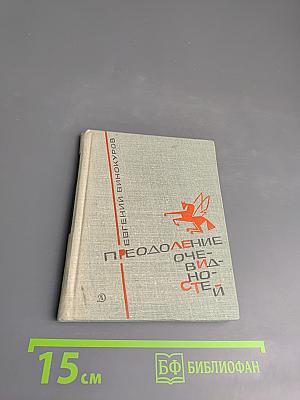 ЕВГЕНИЙ ВИНОКУРОВ
ПРЕОДОЛЕНИЕ
ОЧЕ-
ВИД-
НО-
СТЕЙ
15 см
БФ БИБЛИОФАН